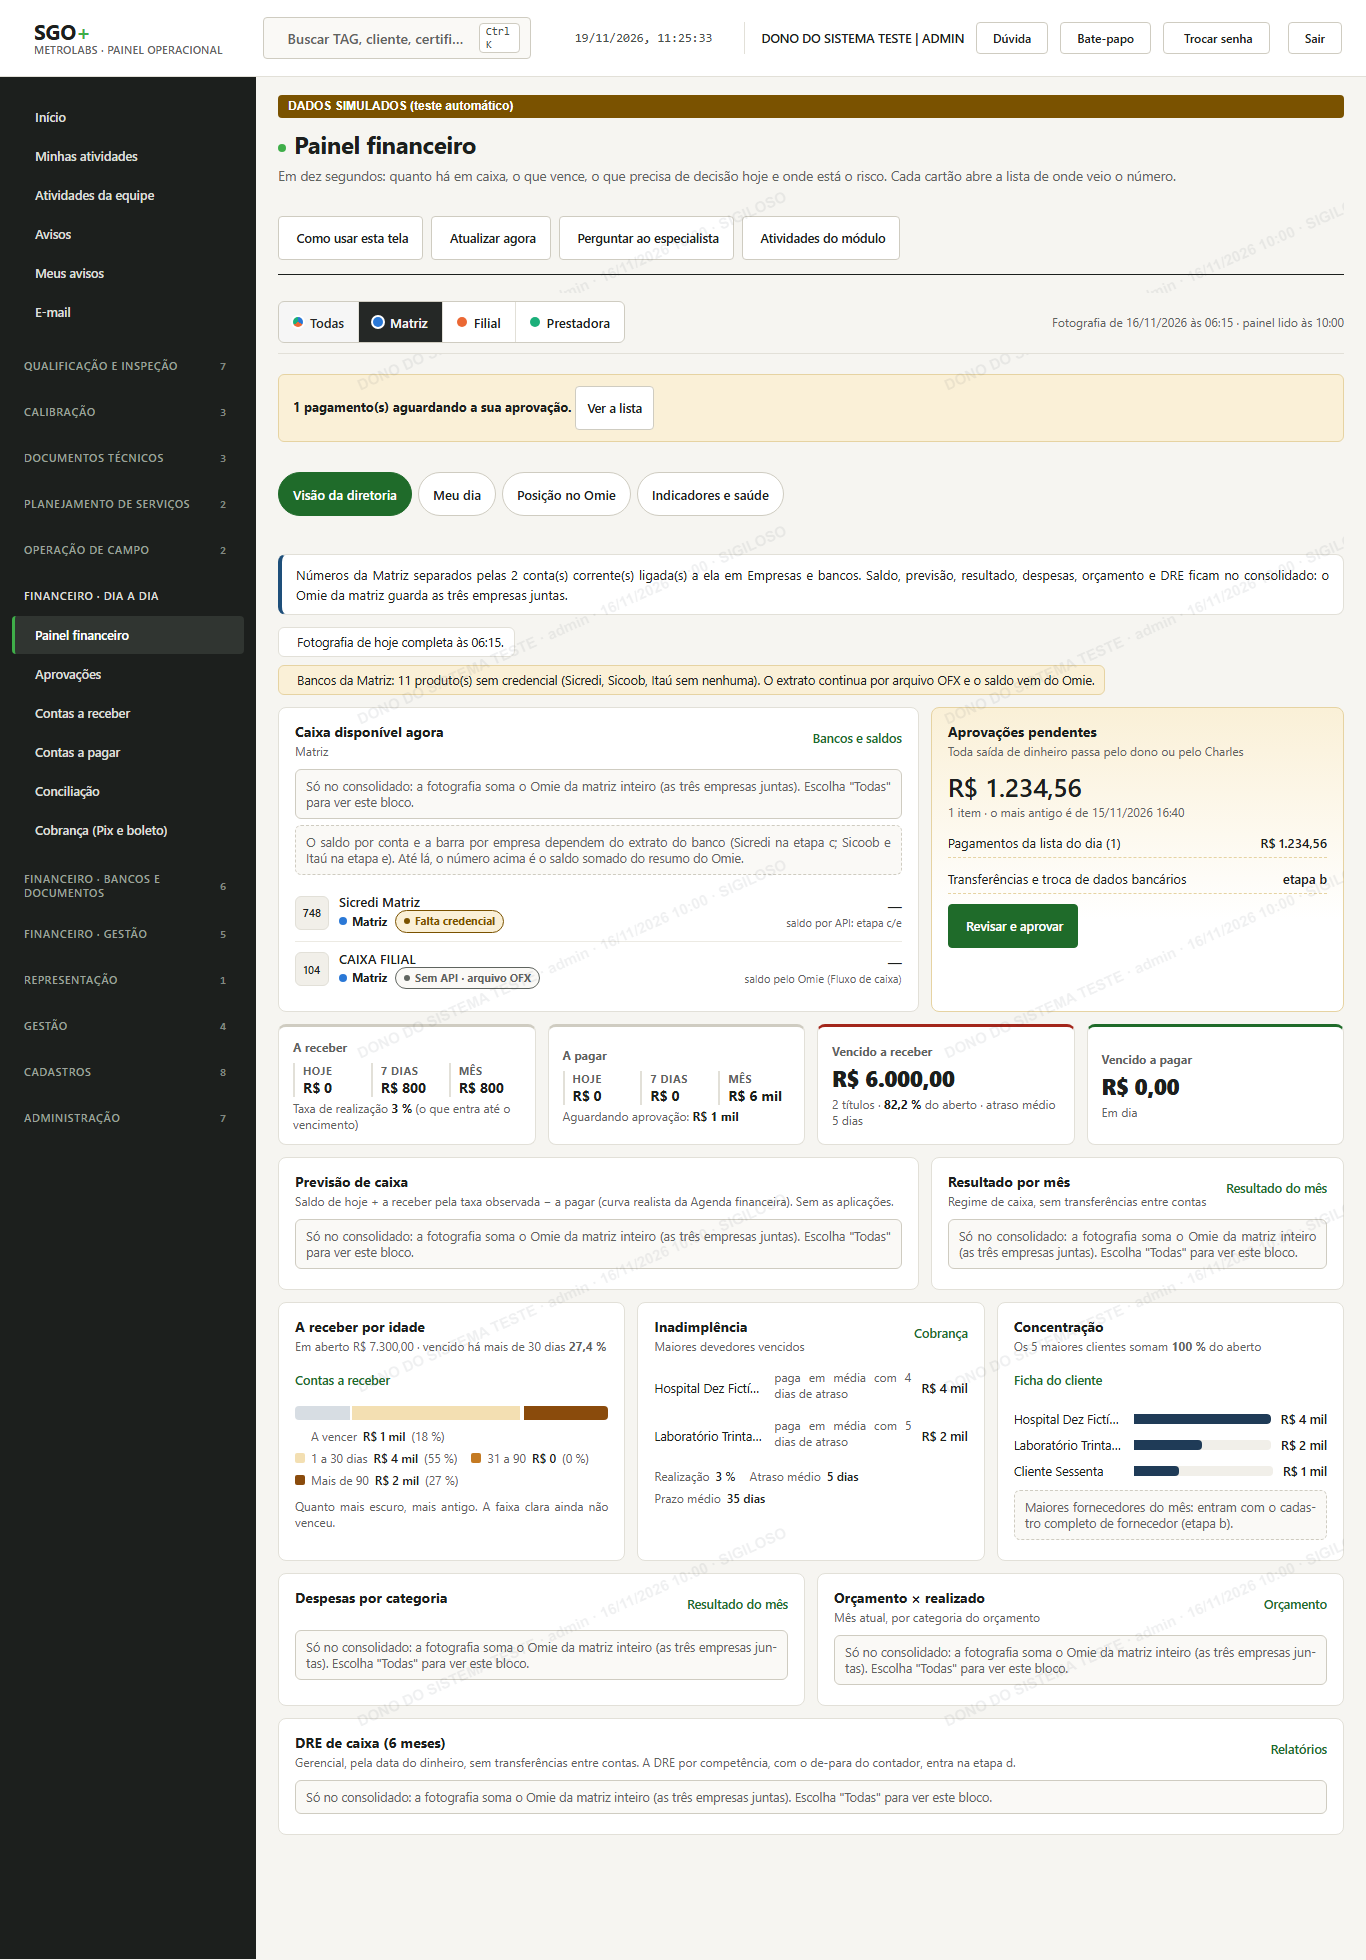 SGO+
METROLABS · PAINEL OPERACIONAL
Buscar TAG, cliente, certifi...
Ctrl K
19/11/2026, 11:25:33
DONO DO SISTEMA TESTE | ADMIN
Dúvida
Bate-papo
Trocar senha
Sair
Início
Minhas atividades
Atividades da equipe
Avisos
Meus avisos
E-mail
QUALIFICAÇÃO E INSPEÇÃO 7
CALIBRAÇÃO 3
DOCUMENTOS TÉCNICOS 3
PLANEJAMENTO DE SERVIÇOS 2
OPERAÇÃO DE CAMPO 2
FINANCEIRO · DIA A DIA
Painel financeiro
Aprovações
Contas a receber
Contas a pagar
Conciliação
Cobrança (Pix e boleto)
FINANCEIRO · BANCOS E DOCUMENTOS 6
FINANCEIRO · GESTÃO 5
REPRESENTAÇÃO 1
GESTÃO 4
CADASTROS 8
ADMINISTRAÇÃO 7
DADOS SIMULADOS (teste automático)
Painel financeiro
Em dez segundos: quanto há em caixa, o que vence, o que precisa de decisão hoje e onde está o risco. Cada cartão abre a lista de onde veio o número.
Como usar esta tela
Atualizar agora
Perguntar ao especialista
Atividades do módulo
Todas
Matriz
Filial
Prestadora
Fotografia de 16/11/2026 às 06:15 · painel lido às 10:00
1 pagamento(s) aguardando a sua aprovação.
Ver a lista
Visão da diretoria
Meu dia
Posição no Omie
Indicadores e saúde
Números da Matriz separados pelas 2 conta(s) corrente(s) ligada(s) a ela em Empresas e bancos. Saldo, previsão, resultado, despesas, orçamento e DRE ficam no consolidado: o
Omie da matriz guarda as três empresas juntas.
Fotografia de hoje completa às 06:15.
Bancos da Matriz: 11 produto(s) sem credencial (Sicredi, Sicoob, Itaú sem nenhuma). O extrato continua por arquivo OFX e o saldo vem do Omie.
Caixa disponível agora
Matriz
Bancos e saldos
Só no consolidado: a fotografia soma o Omie da matriz inteiro (as três empresas juntas). Escolha "Todas"
para ver este bloco.
O saldo por conta e a barra por empresa dependem do extrato do banco (Sicredi na etapa c; Sicoob e
Itaú na etapa e). Até lá, o número acima é o saldo somado do resumo do Omie.
748
Sicredi Matriz
Matriz
Falta credencial
—
saldo por API: etapa c/e
104
CAIXA FILIAL
Matriz
Sem API · arquivo OFX
—
saldo pelo Omie (Fluxo de caixa)
Aprovações pendentes
Toda saída de dinheiro passa pelo dono ou pelo Charles
R$ 1.234,56
1 item · o mais antigo é de 15/11/2026 16:40
Pagamentos da lista do dia (1) R$ 1.234,56
Transferências e troca de dados bancários etapa b
Revisar e aprovar
A receber
HOJE 7 DIAS MÊS
R$ 0 R$ 800 R$ 800
Taxa de realização 3 % (o que entra até o
vencimento)
A pagar
HOJE 7 DIAS MÊS
R$ 0 R$ 0 R$ 6 mil
Aguardando aprovação: R$ 1 mil
Vencido a receber
R$ 6.000,00
2 títulos · 82,2 % do aberto · atraso médio
5 dias
Vencido a pagar
R$ 0,00
Em dia
Previsão de caixa
Saldo de hoje + a receber pela taxa observada − a pagar (curva realista da Agenda financeira). Sem as aplicações.
Só no consolidado: a fotografia soma o Omie da matriz inteiro (as três empresas juntas). Escolha "Todas"
para ver este bloco.
Resultado por mês
Regime de caixa, sem transferências entre contas
Resultado do mês
Só no consolidado: a fotografia soma o Omie da matriz inteiro
(as três empresas juntas). Escolha "Todas" para ver este bloco.
A receber por idade
Em aberto R$ 7.300,00 · vencido há mais de 30 dias 27,4 %
Contas a receber
A vencer R$ 1 mil (18 %)
1 a 30 dias R$ 4 mil (55 %) 31 a 90 R$ 0 (0 %)
Mais de 90 R$ 2 mil (27 %)
Quanto mais escuro, mais antigo. A faixa clara ainda não
venceu.
Inadimplência
Maiores devedores vencidos
Cobrança
Hospital Dez Fictí... paga em média com 4 dias de atraso R$ 4 mil
Laboratório Trinta... paga em média com 5 dias de atraso R$ 2 mil
Realização 3 % Atraso médio 5 dias
Prazo médio 35 dias
Concentração
Os 5 maiores clientes somam 100 % do aberto
Ficha do cliente
Hospital Dez Fictí... R$ 4 mil
Laboratório Trinta... R$ 2 mil
Cliente Sessenta R$ 1 mil
Maiores fornecedores do mês: entram com o cadas-
tro completo de fornecedor (etapa b).
Despesas por categoria
Resultado do mês
Só no consolidado: a fotografia soma o Omie da matriz inteiro (as três empresas jun-
tas). Escolha "Todas" para ver este bloco.
Orçamento × realizado
Mês atual, por categoria do orçamento
Orçamento
Só no consolidado: a fotografia soma o Omie da matriz inteiro (as três empresas jun-
tas). Escolha "Todas" para ver este bloco.
DRE de caixa (6 meses)
Gerencial, pela data do dinheiro, sem transferências entre contas. A DRE por competência, com o de-para do contador, entra na etapa d.
Relatórios
Só no consolidado: a fotografia soma o Omie da matriz inteiro (as três empresas juntas). Escolha "Todas" para ver este bloco.
DONO DO SISTEMA TESTE · admin · 16/11/2026 10:00 · SIGILOSO